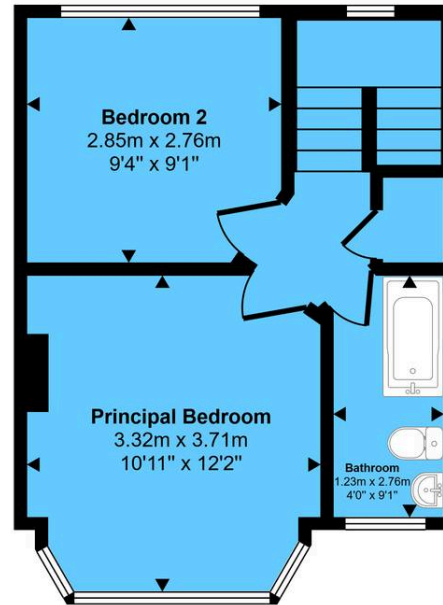 Bedroom 2
2.85m x 2.76m
9'4" x 9'1"
Principal Bedroom
3.32m x 3.71m
10'11" x 12'2"
Bathroom
1.23m x 2.76m
4'0" x 9'1"